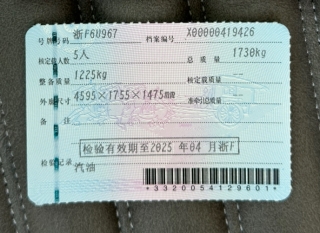 号牌号码 浙F6U967 档案编号 X00000419426
核定载人数 5人 总质量 1730kg
整备质量 1225kg 核定载质量 --
外廓尺寸 4595×1755×1475mm 准牵引总质量 --
备注
检验有效期至2025年04月浙F
检验记录 汽油
*3320054129601*